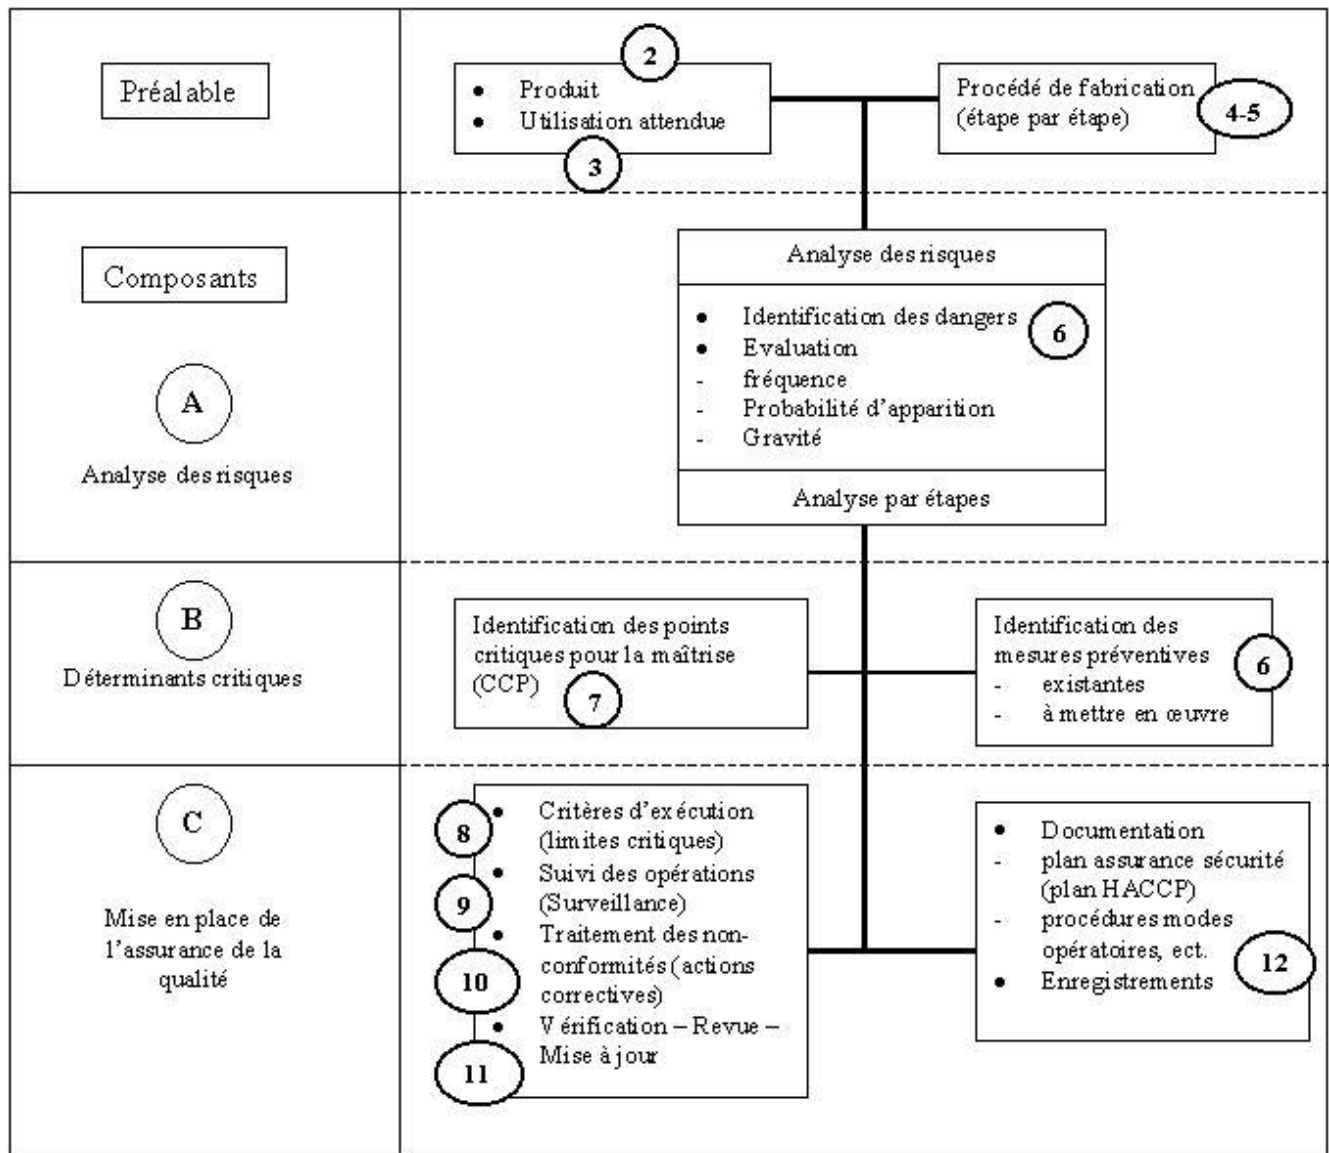 Préalable
2
● Produit
● Utilisation attendue
3
Procédé de fabrication
(étape par étape)
4-5
Composants
A
Analyse des risques
Analyse des risques
● Identification des dangers
6
● Evaluation
- fréquence
- Probabilité d’apparition
- Gravité
Analyse par étapes
B
Déterminants critiques
Identification des points
critiques pour la maîtrise
(CCP)
7
Identification des
mesures préventives
- existantes
- à mettre en œuvre
6
C
Mise en place de
l’assurance de la
qualité
8
● Critères d’exécution
(limites critiques)
9
● Suivi des opérations
(Surveillance)
10
● Traitement des non-
conformités (actions
correctives)
11
● Vérification – Revue –
Mise à jour
● Documentation
- plan assurance sécurité
(plan HACCP)
- procédures modes
opératoires, ect.
12
● Enregistrements